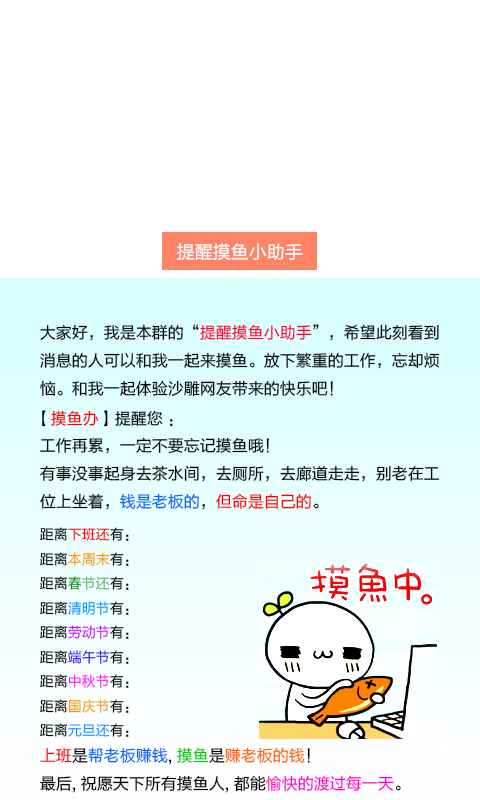 提醒摸鱼小助手
大家好，我是本群的“提醒摸鱼小助手”，希望此刻看到
消息的人可以和我一起来摸鱼。放下繁重的工作，忘却烦
恼。和我一起体验沙雕网友带来的快乐吧！
【摸鱼办】提醒您：
工作再累，一定不要忘记摸鱼哦！
有事没事起身去茶水间，去厕所，去廊道走走，别老在工
位上坐着，钱是老板的，但命是自己的。
距离下班还有：
距离本周末有：
距离春节还有：
距离清明节有：
距离劳动节有：
距离端午节有：
距离中秋节有：
距离国庆节有：
距离元旦还有：
摸魚中。
上班是帮老板赚钱，摸鱼是赚老板的钱！
最后，祝愿天下所有摸鱼人，都能愉快的渡过每一天。